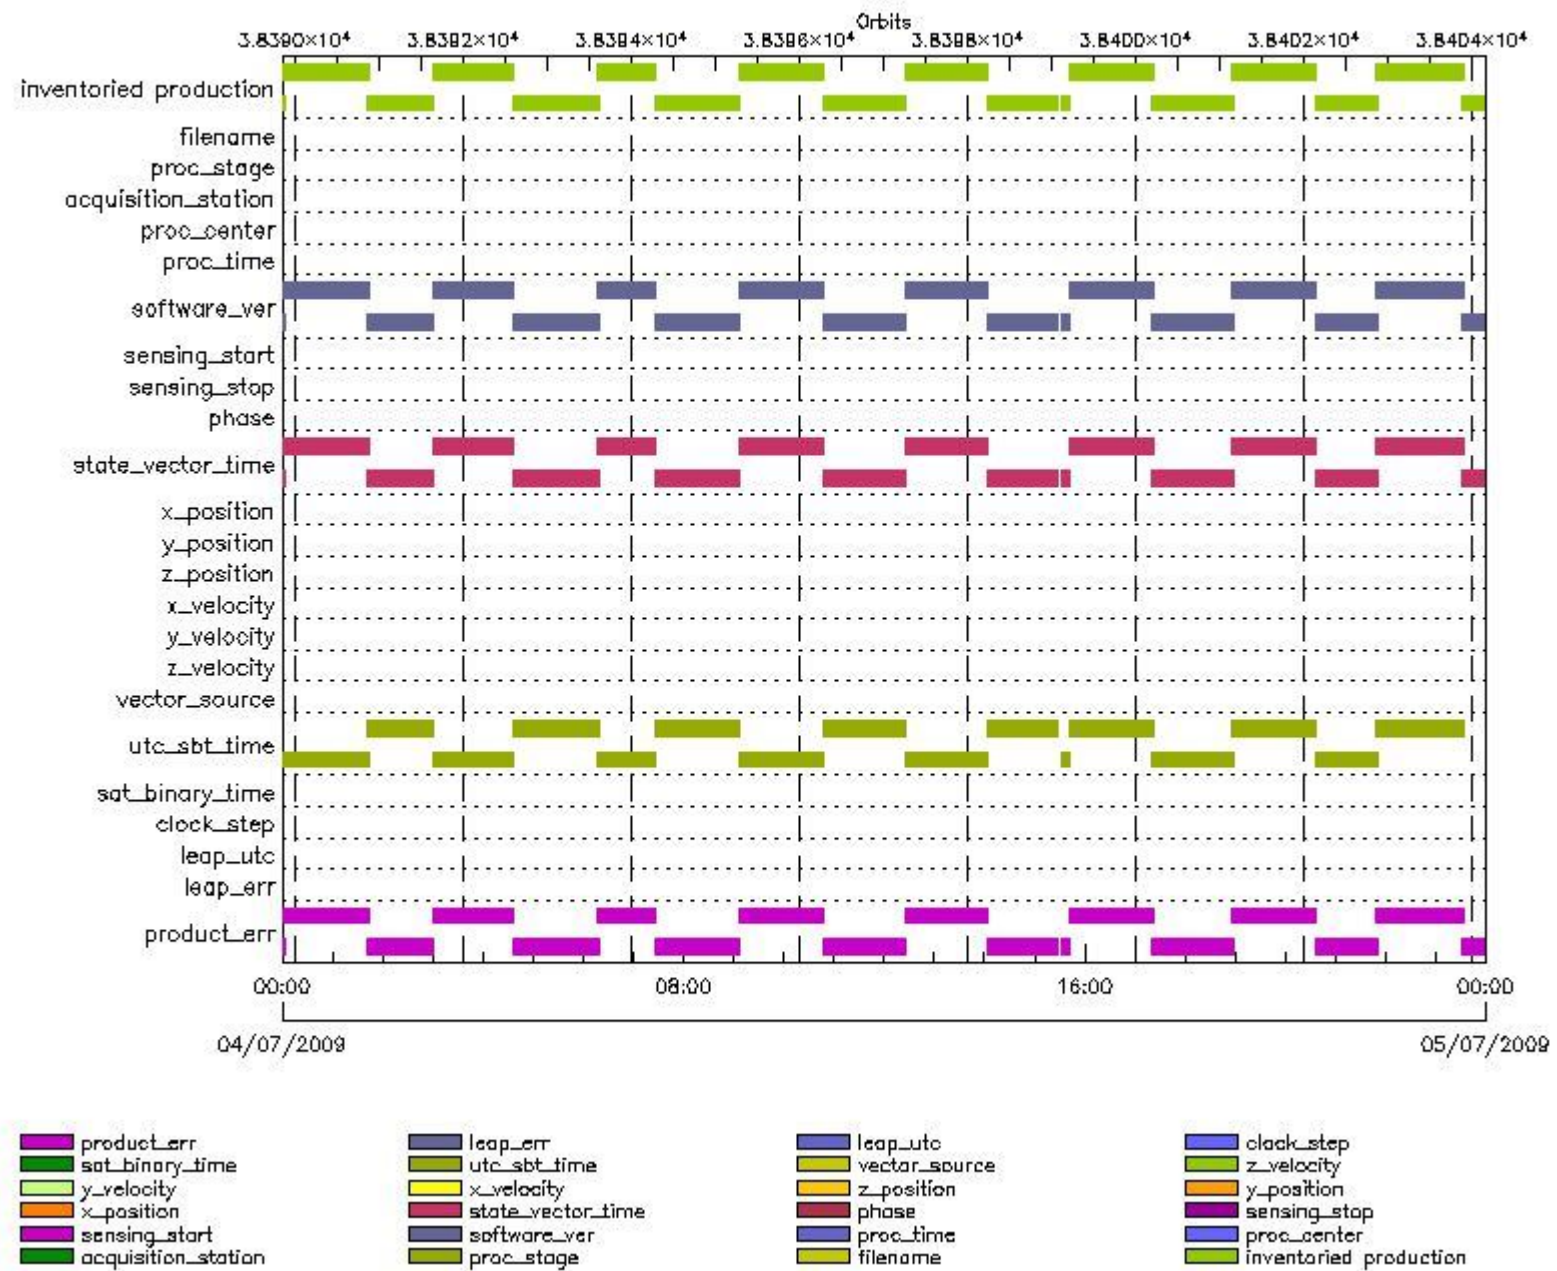 Orbits
3.8390×10⁴ 3.8392×10⁴ 3.8394×10⁴ 3.8396×10⁴ 3.8398×10⁴ 3.8400×10⁴ 3.8402×10⁴ 3.8404×10⁴
inventoried production
filename
proc_stage
acquisition_station
proc_center
proc_time
software_ver
sensing_start
sensing_stop
phase
state_vector_time
x_position
y_position
z_position
x_velocity
y_velocity
z_velocity
vector_source
utc_sbt_time
sat_binary_time
clock_step
leap_utc
leap_err
product_err
00:00 08:00 16:00 00:00
04/07/2009 05/07/2009
product_err leap_err leap_utc clock_step
sat_binary_time utc_sbt_time vector_source z_velocity
y_velocity x_velocity z_position y_position
x_position state_vector_time phase sensing_stop
sensing_start software_ver proc_time proc_center
acquisition_station proc_stage filename inventoried production